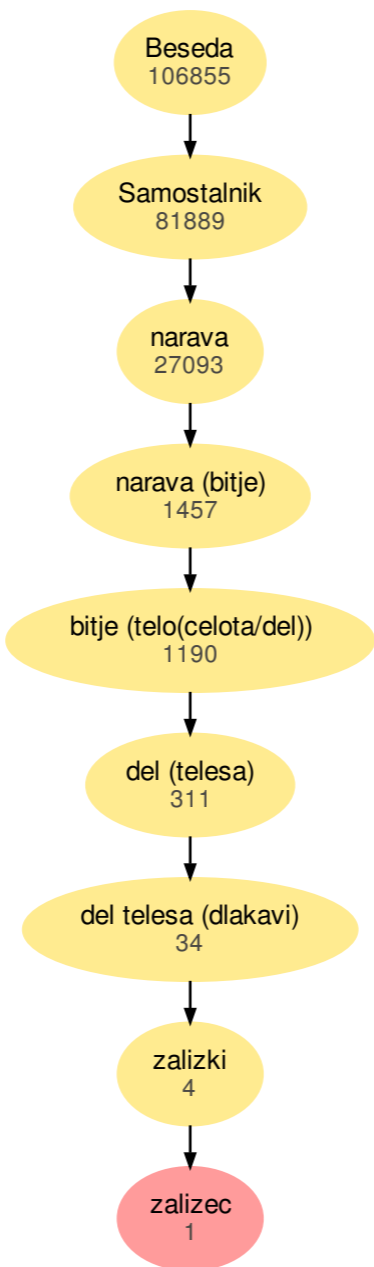 Beseda
106855
Samostalnik
81889
narava
27093
narava (bitje)
1457
bitje (telo(celota/del))
1190
del (telesa)
311
del telesa (dlakavi)
34
zalizki
4
zalizec
1